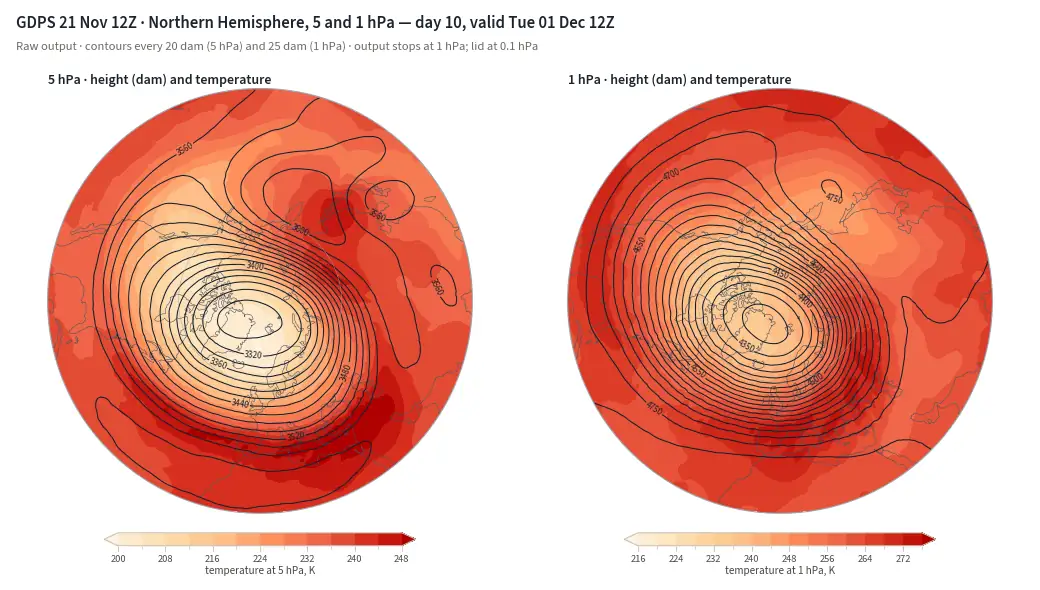 GDPS 21 Nov 12Z · Northern Hemisphere, 5 and 1 hPa — day 10, valid Tue 01 Dec 12Z
Raw output · contours every 20 dam (5 hPa) and 25 dam (1 hPa) · output stops at 1 hPa; lid at 0.1 hPa
5 hPa · height (dam) and temperature
1 hPa · height (dam) and temperature
3560
3560
3600
3400
3560
3320
3360
3480
3440
3520
4700
4750
4650
4450
4350
4750
200 208 216 224 232 240 248
temperature at 5 hPa, K
216 224 232 240 248 256 264 272
temperature at 1 hPa, K